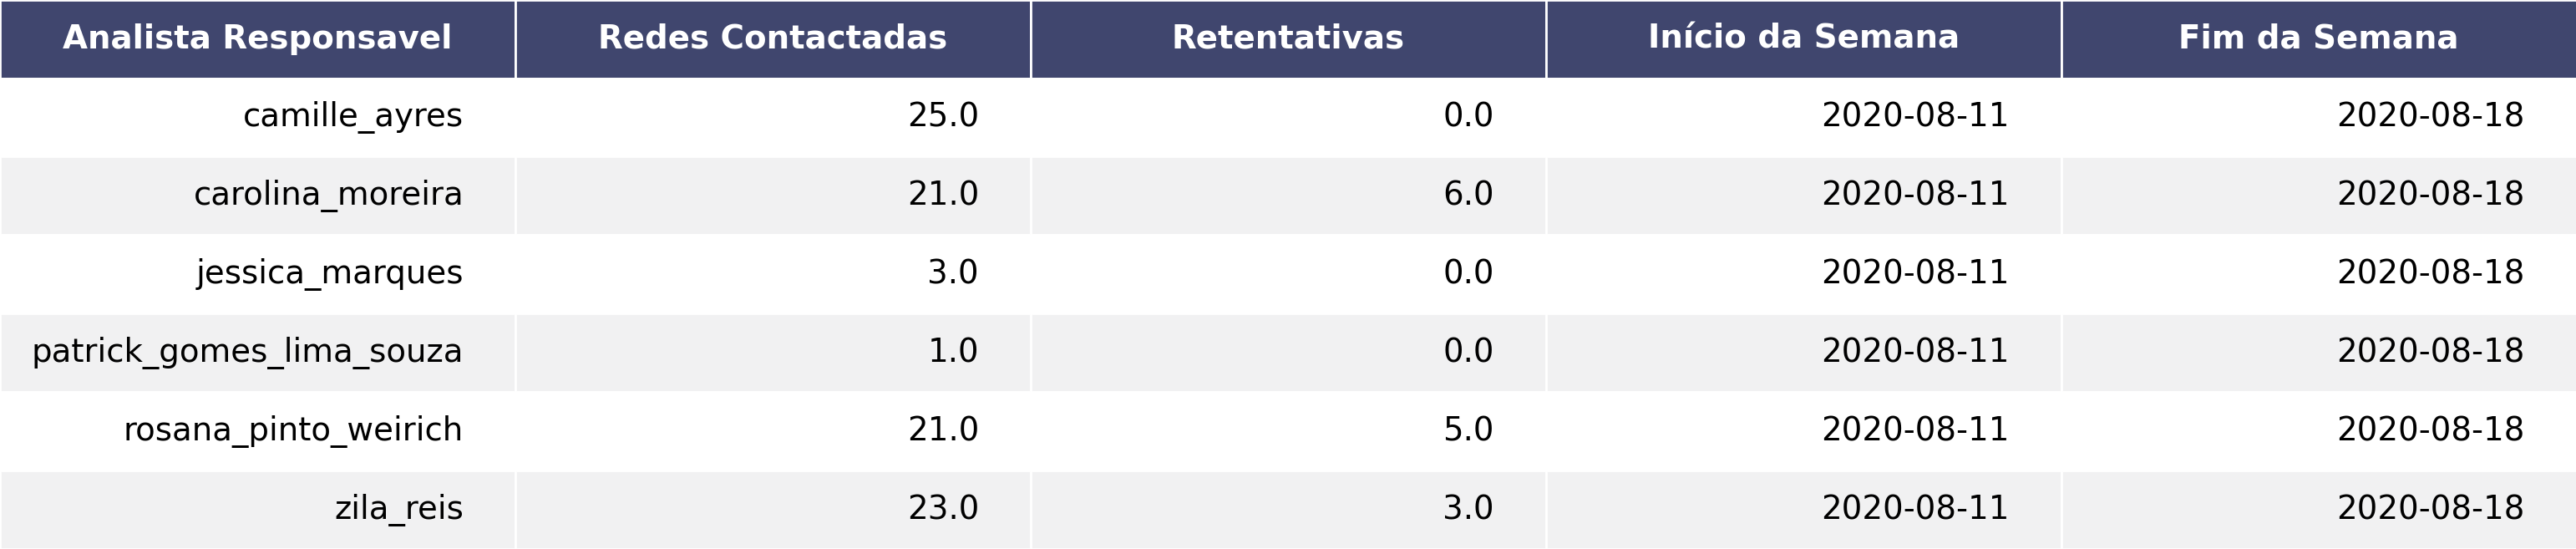 Analista Responsavel Redes Contactadas Retentativas Início da Semana Fim da Semana
camille_ayres 25.0 0.0 2020-08-11 2020-08-18
carolina_moreira 21.0 6.0 2020-08-11 2020-08-18
jessica_marques 3.0 0.0 2020-08-11 2020-08-18
patrick_gomes_lima_souza 1.0 0.0 2020-08-11 2020-08-18
rosana_pinto_weirich 21.0 5.0 2020-08-11 2020-08-18
zila_reis 23.0 3.0 2020-08-11 2020-08-18